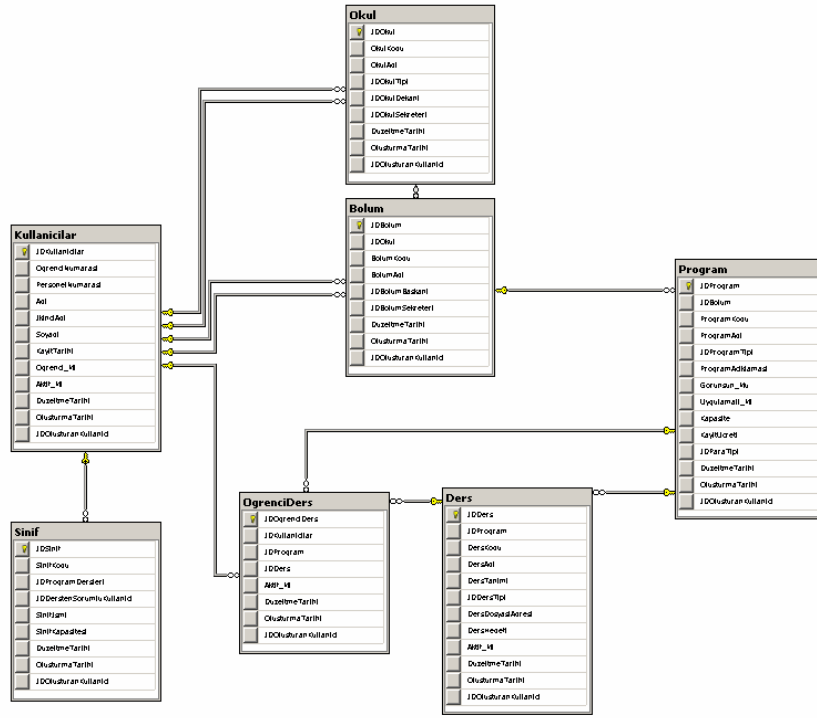 Okul
IDOkul
OkulKodu
OkulAdi
IDOkulTipi
IDOkulDekani
IDOkulSekreteri
DuzeltmeTarihi
OlusturmaTarihi
IDOlusturanKullanici
Bolum
IDBolum
IDOkul
BolumKodu
BolumAdi
IDBolumBaskani
IDBolumSekreteri
DuzeltmeTarihi
OlusturmaTarihi
IDOlusturanKullanici
Kullanicilar
IDKullanicilar
OgrenciNumarasi
PersonelNumarasi
Adi
IkinciAdi
Soyadi
KayitTarihi
Ogrenci_Mi
Aktif_Mi
DuzeltmeTarihi
OlusturmaTarihi
IDOlusturanKullanici
Program
IDProgram
IDBolum
ProgramKodu
ProgramAdi
IDProgramTipi
ProgramAciklamasi
Gorunsun_Mu
Uygulamali_Mi
Kapasite
KayitUcreti
IDParaTipi
DuzeltmeTarihi
OlusturmaTarihi
IDOlusturanKullanici
Sinif
IDSinif
SinifKodu
IDProgramDersleri
IDDerstenSorumluKullanici
SinifIsmi
SinifKapasitesi
DuzeltmeTarihi
OlusturmaTarihi
IDOlusturanKullanici
OgrenciDers
IDOgrenciDers
IDKullanicilar
IDProgram
IDDers
Aktif_Mi
DuzeltmeTarihi
OlusturmaTarihi
IDOlusturanKullanici
Ders
IDDers
IDProgram
DersKodu
DersAdi
DersTanimi
IDDersTipi
DersDosyasiAdresi
DersHedefi
Aktif_Mi
DuzeltmeTarihi
OlusturmaTarihi
IDOlusturanKullanici